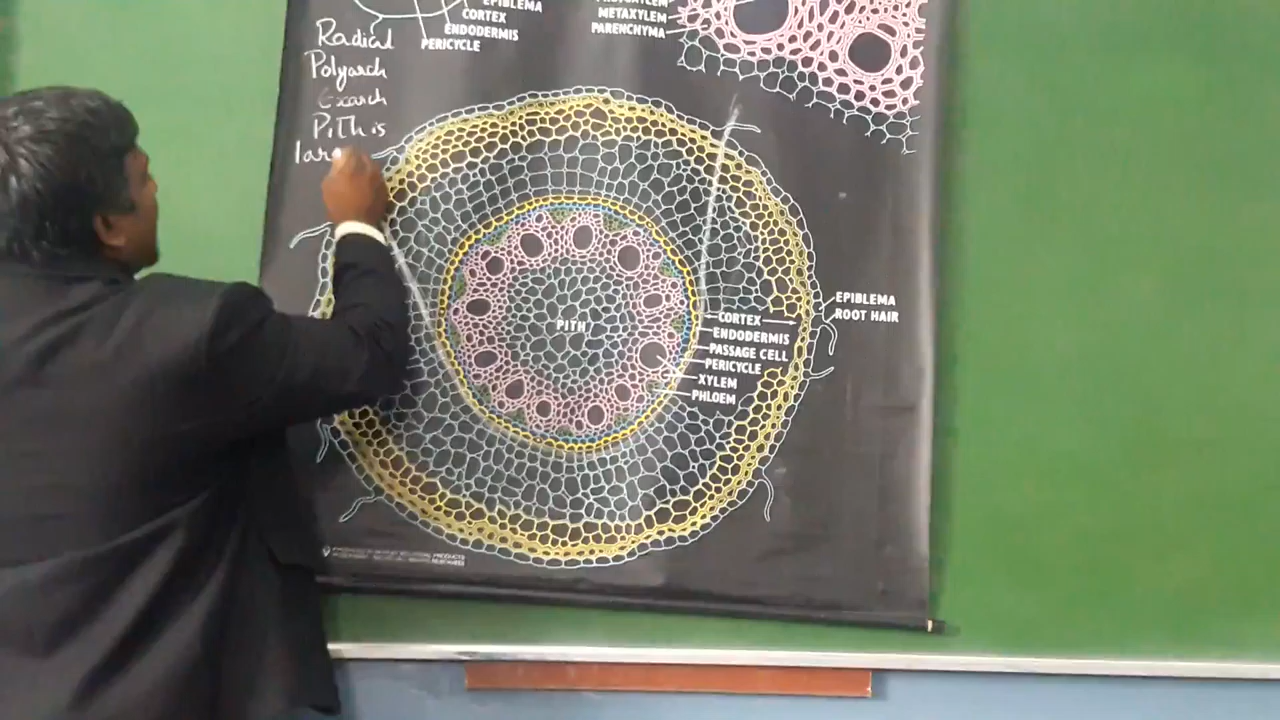 EPIBLEMA
CORTEX
ENDODERMIS
PERICYCLE
METAXYLEM
PARENCHYMA
Radial
Polyarch
Exarch
Pith is
lar
PITH
CORTEX
ENDODERMIS
PASSAGE CELL
PERICYCLE
XYLEM
PHLOEM
EPIBLEMA
ROOT HAIR